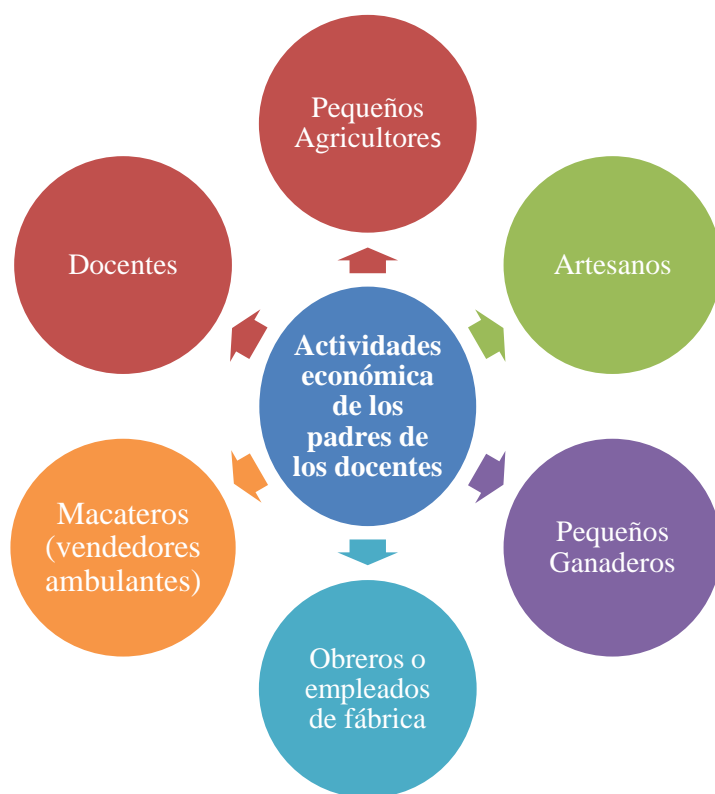 Pequeños
Agricultores
Docentes
Artesanos
Actividades
económica
de los
padres de
los docentes
Macateros
(vendedores
ambulantes)
Pequeños
Ganaderos
Obreros o
empleados
de fábrica